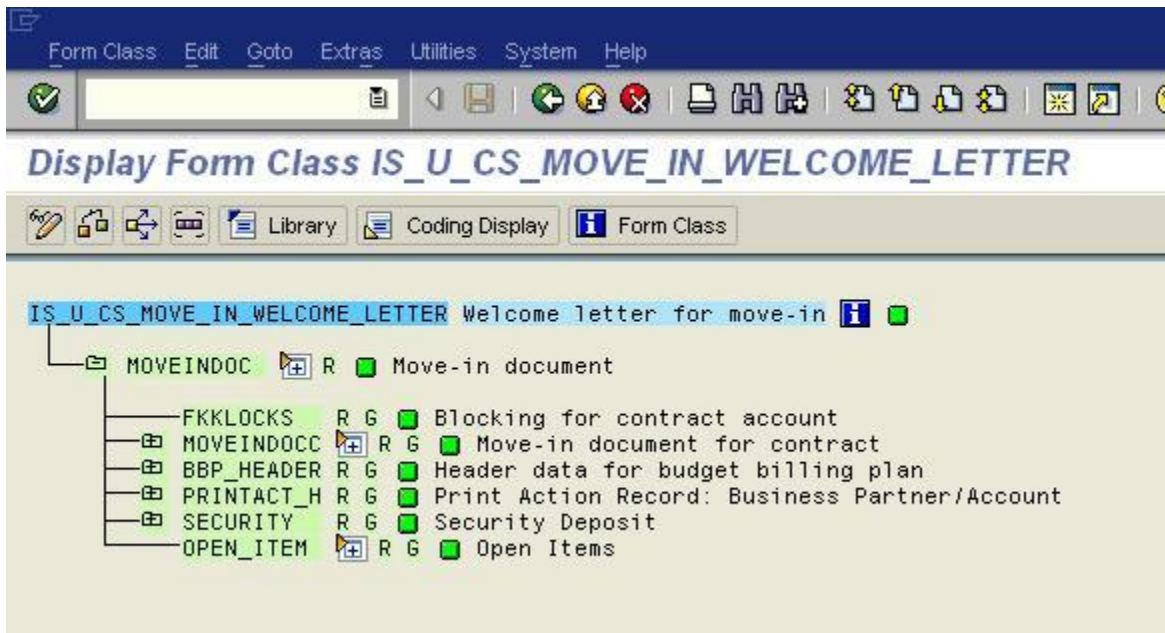 Form Class Edit Goto Extras Utilities System Help
Display Form Class IS_U_CS_MOVE_IN_WELCOME_LETTER
Library Coding Display i Form Class
IS_U_CS_MOVE_IN_WELCOME_LETTER Welcome letter for move-in i
MOVEINDOC R Move-in document
FKKLOCKS R G Blocking for contract account
MOVEINDOCC R G Move-in document for contract
BBP_HEADER R G Header data for budget billing plan
PRINTACT_H R G Print Action Record: Business Partner/Account
SECURITY R G Security Deposit
OPEN_ITEM R G Open Items